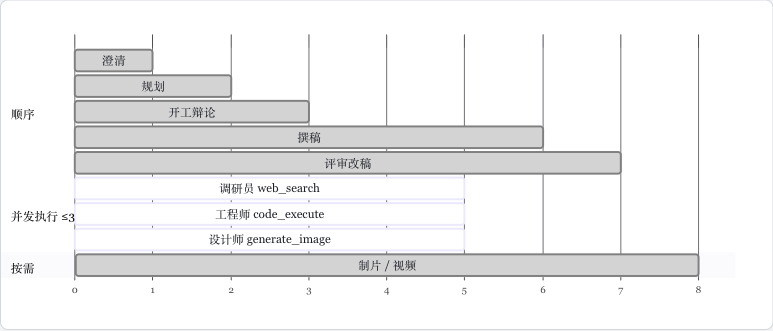 澄清
规划
顺序
开工辩论
撰稿
评审改稿
调研员 web_search
并发执行 ≤3
工程师 code_execute
设计师 generate_image
按需
制片 / 视频
0 1 2 3 4 5 6 7 8